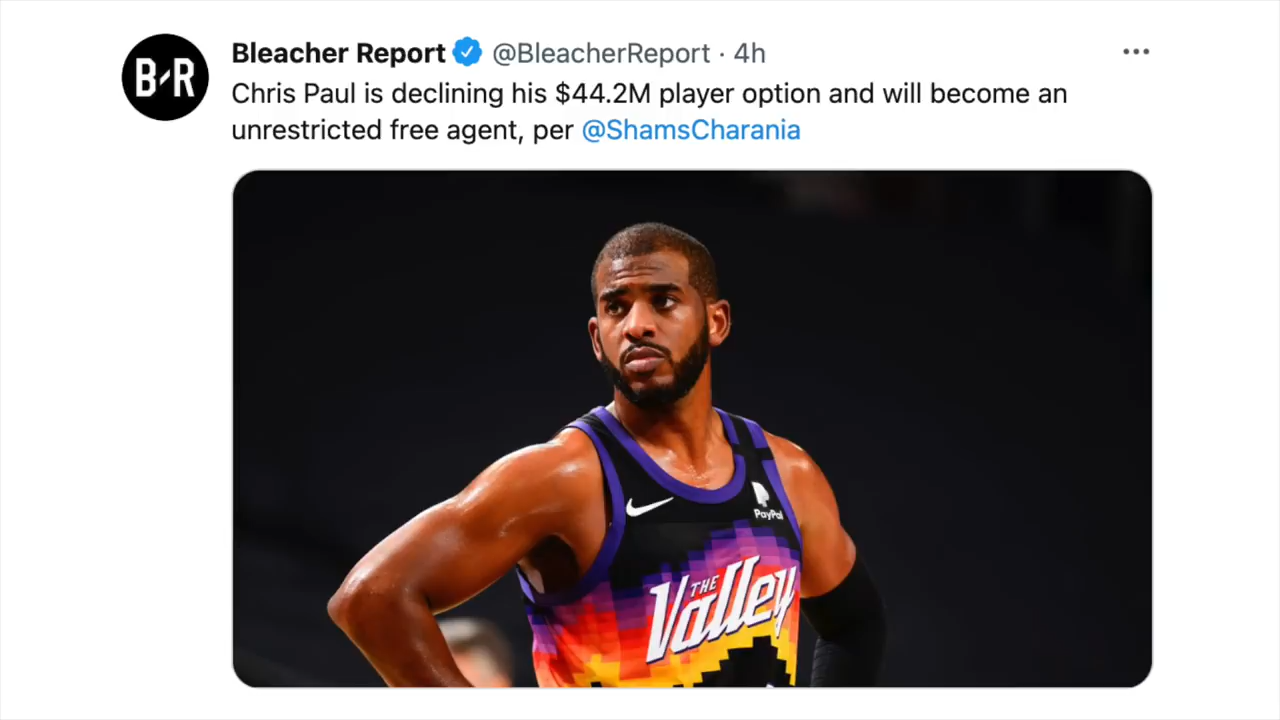 B/R
Bleacher Report @BleacherReport · 4h
Chris Paul is declining his $44.2M player option and will become an
unrestricted free agent, per @ShamsCharania
PayPal
THE
Valley